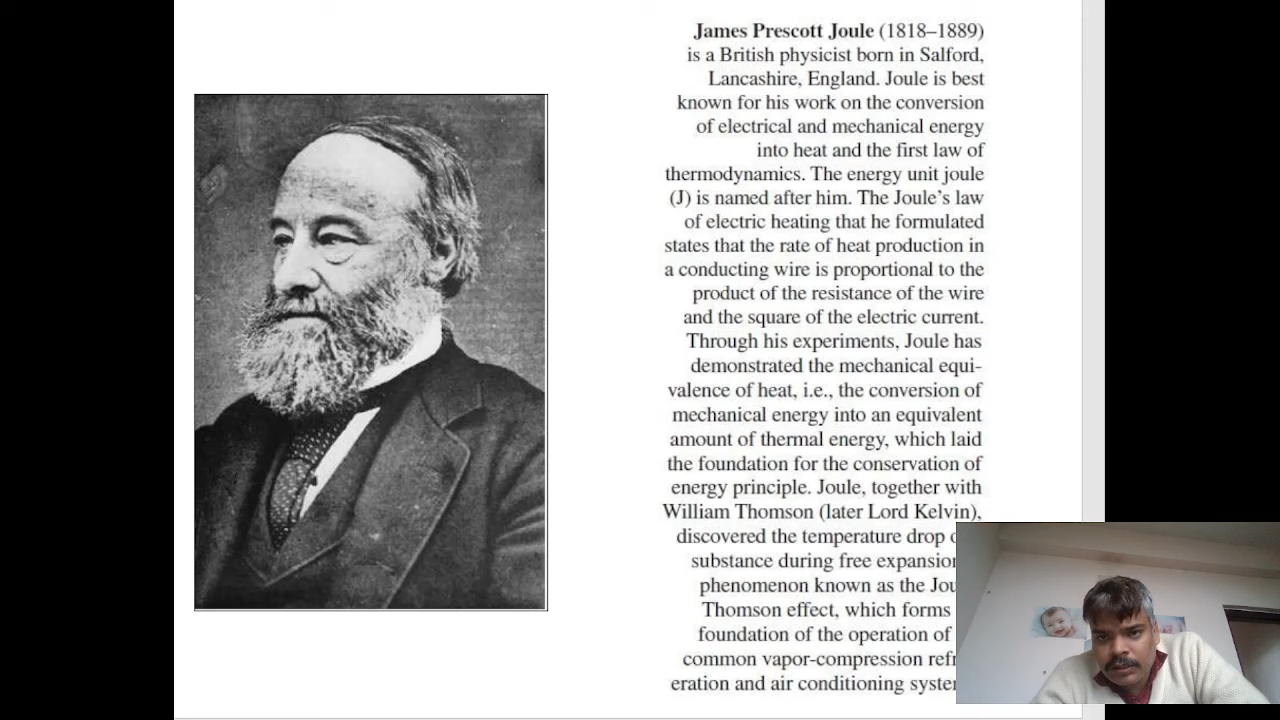 James Prescott Joule (1818–1889)
is a British physicist born in Salford,
Lancashire, England. Joule is best
known for his work on the conversion
of electrical and mechanical energy
into heat and the first law of
thermodynamics. The energy unit joule
(J) is named after him. The Joule's law
of electric heating that he formulated
states that the rate of heat production in
a conducting wire is proportional to the
product of the resistance of the wire
and the square of the electric current.
Through his experiments, Joule has
demonstrated the mechanical equi-
valence of heat, i.e., the conversion of
mechanical energy into an equivalent
amount of thermal energy, which laid
the foundation for the conservation of
energy principle. Joule, together with
William Thomson (later Lord Kelvin),
discovered the temperature drop
substance during free expansion
phenomenon known as the
Thomson effect, which forms
foundation of the operation of
common vapor-compression
eration and air conditioning